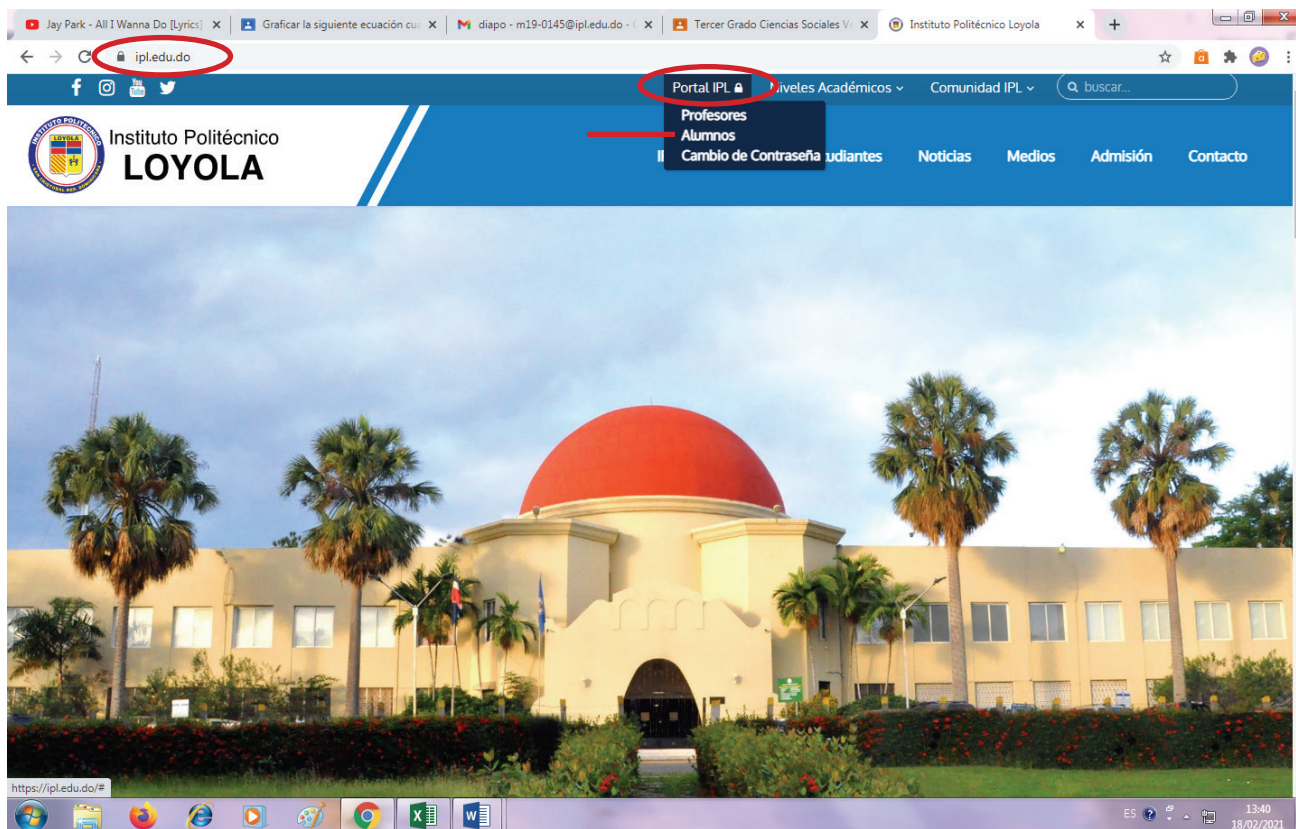 Jay Park - All I Wanna Do [Lyrics]
Graficar la siguiente ecuación cu
diapo - m19-0145@ipl.edu.do -
Tercer Grado Ciencias Sociales V
Instituto Politécnico Loyola
ipl.edu.do
Portal IPL
Niveles Académicos
Comunidad IPL
buscar...
Profesores
Alumnos
Cambio de Contraseña
Instituto Politécnico
LOYOLA
udiantes
Noticias
Medios
Admisión
Contacto
https://ipl.edu.do/#
ES
13:40
18/02/2021